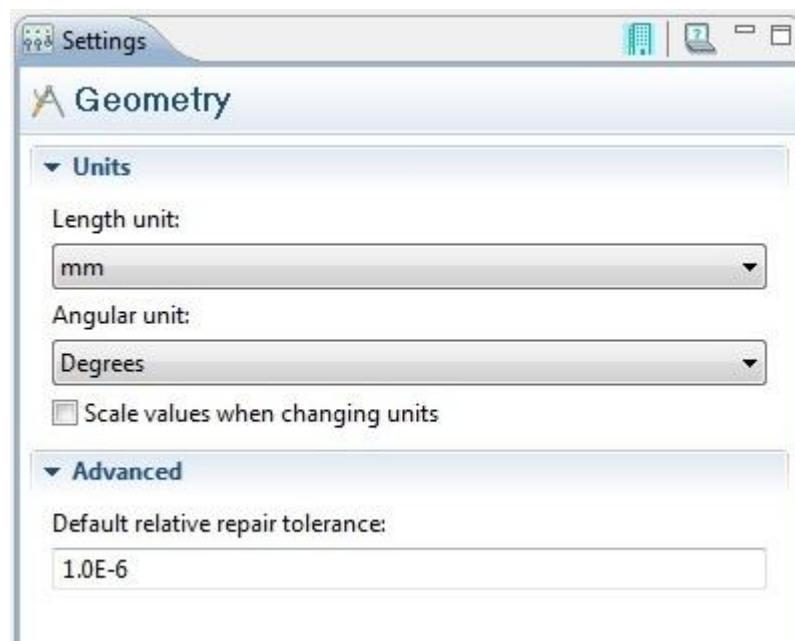 Settings
Geometry
Units
Length unit:
mm
Angular unit:
Degrees
Scale values when changing units
Advanced
Default relative repair tolerance:
1.0E-6